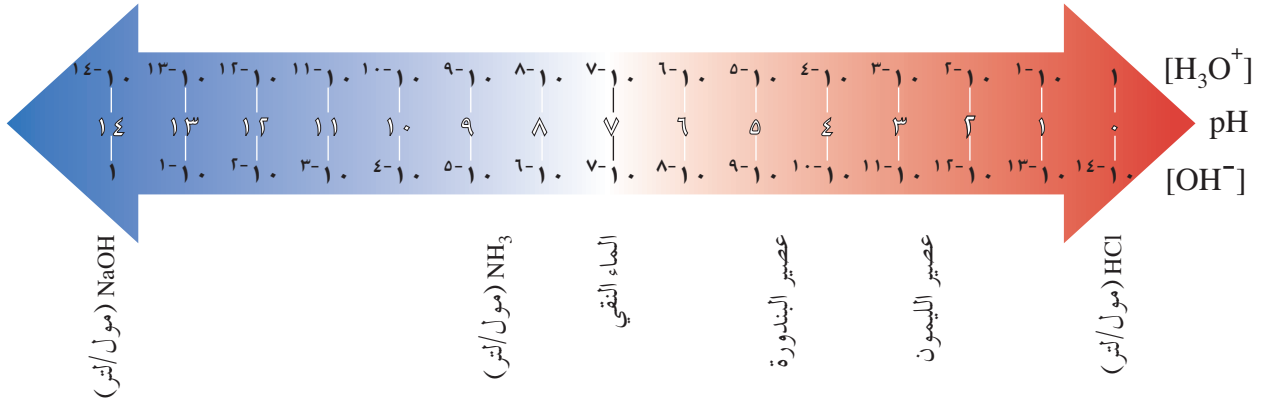 [H₃O⁺] ١ ١٠-١ ١٠-٢ ١٠-٣ ١٠-٤ ١٠-٥ ١٠-٦ ١٠-٧ ١٠-٨ ١٠-٩ ١٠-١٠ ١٠-١١ ١٠-١٢ ١٠-١٣ ١٠-١٤
pH ٠ ١ ٢ ٣ ٤ ٥ ٦ ٧ ٨ ٩ ١٠ ١١ ١٢ ١٣ ١٤
[OH⁻] ١٠-١٤ ١٠-١٣ ١٠-١٢ ١٠-١١ ١٠-١٠ ١٠-٩ ١٠-٨ ١٠-٧ ١٠-٦ ١٠-٥ ١٠-٤ ١٠-٣ ١٠-٢ ١٠-١ ١
HCl (مول/لتر)
عصير الليمون
عصير البندورة
الماء النقي
NH₃ (مول/لتر)
NaOH (مول/لتر)